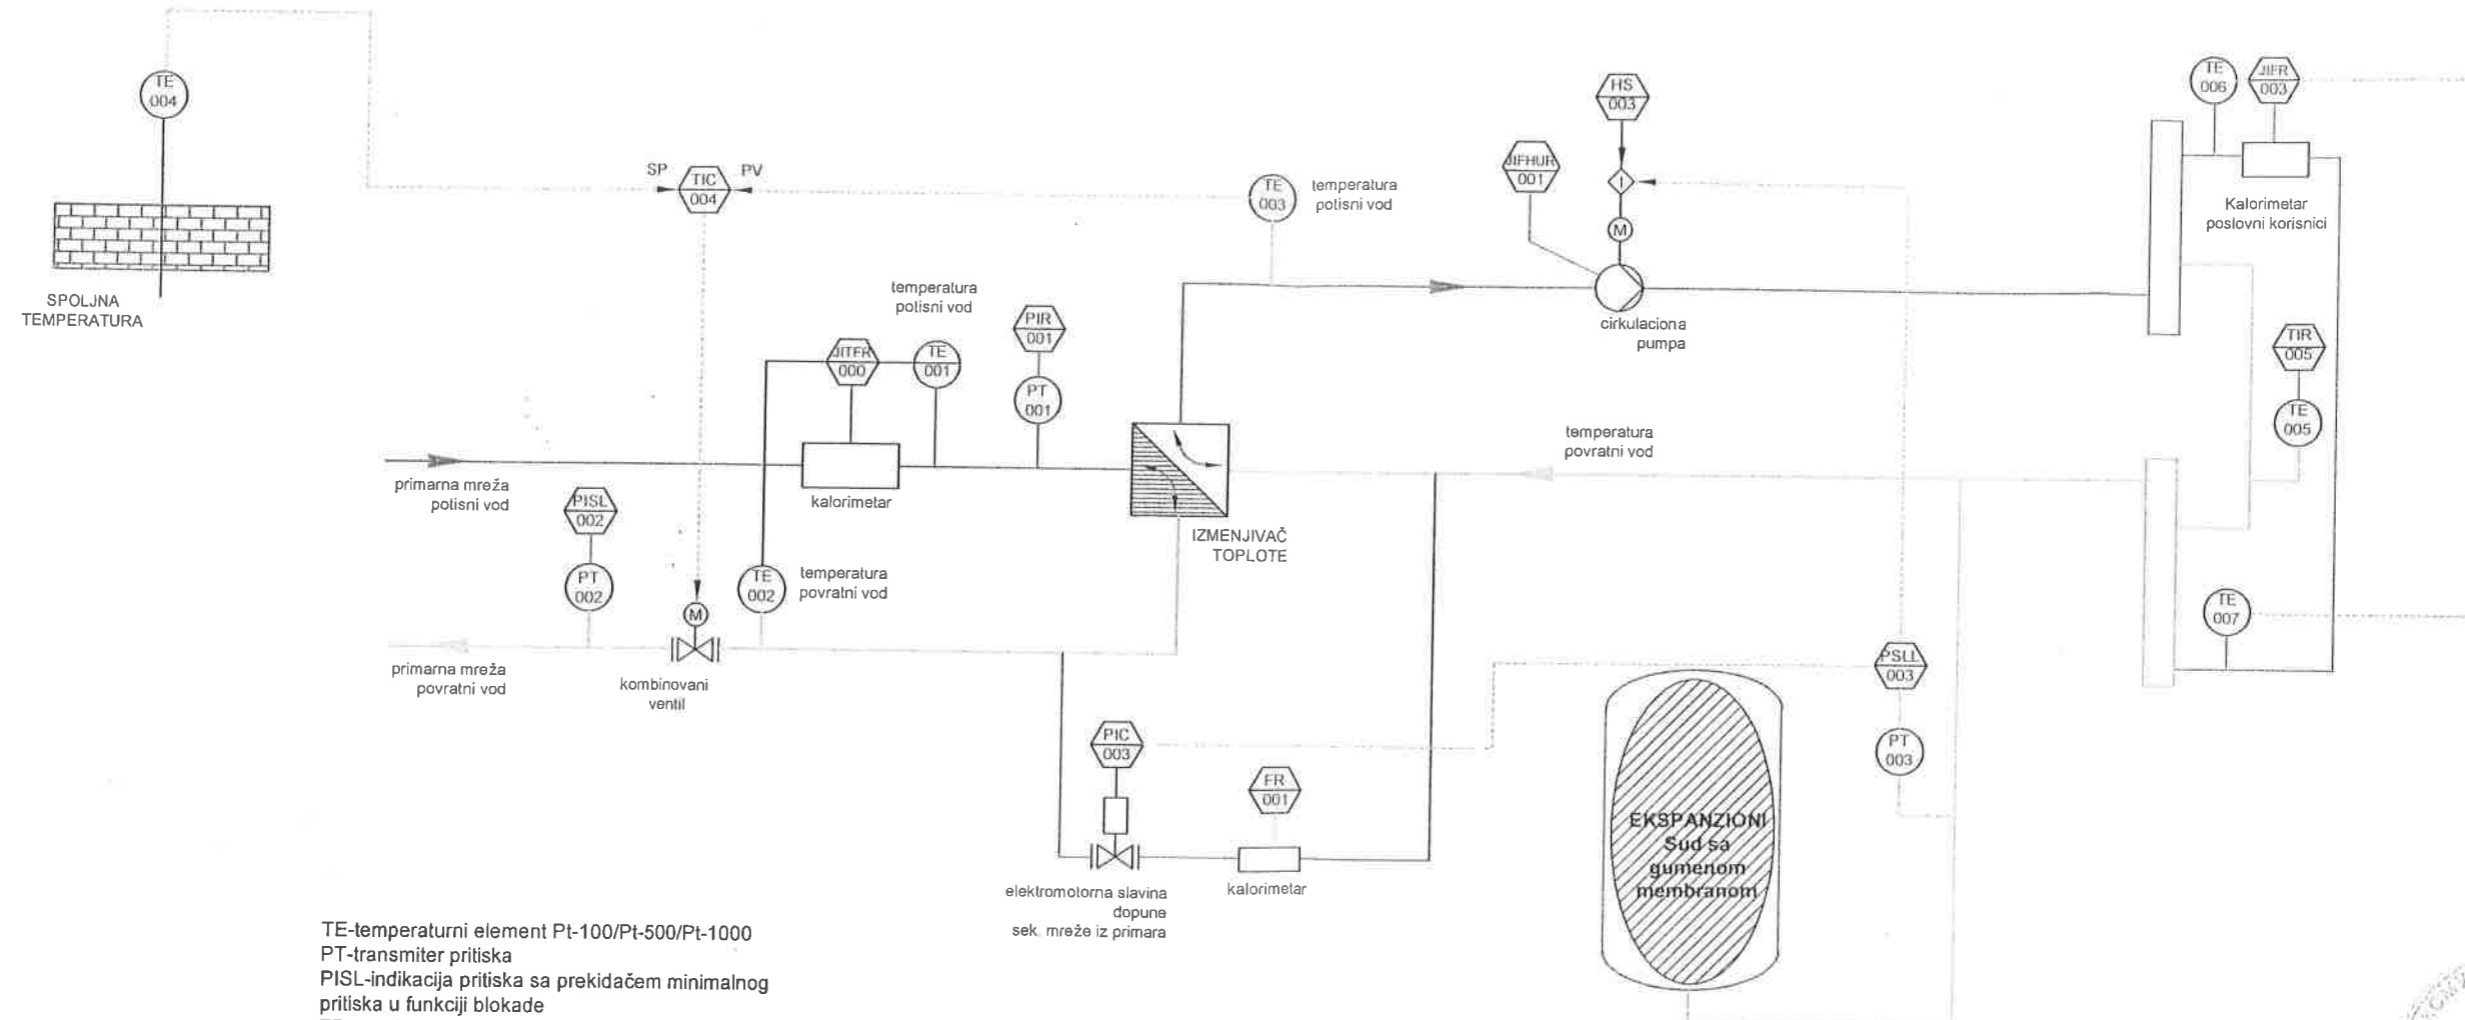 TE
004
SPOLJNA
TEMPERATURA
SP
TIC
004
PV
TE
003
temperatura
potisni vod
HS
003
JIFHUR
001
I
M
cirkulaciona
pumpa
TE
006
JIFR
003
Kalorimetar
poslovni korisnici
TIR
005
TE
005
temperatura
potisni vod
JITFR
000
TE
001
PIR
001
PT
001
primarna mreža
potisni vod
kalorimetar
IZMENJIVAČ
TOPLOTE
temperatura
povratni vod
PISL
002
PT
002
M
TE
002
temperatura
povratni vod
primarna mreža
povratni vod
kombinovani
ventil
TE
007
PSLL
003
PT
003
PIC
003
FR
001
elektromotorna slavina
dopune
sek. mreže iz primara
kalorimetar
EKSPANZIONI
Sud sa
gumenom
membranom
TE-temperaturni element Pt-100/Pt-500/Pt-1000
PT-transmiter pritiska
PISL-indikacija pritiska sa prekidačem minimalnog
pritiska u funkciji blokade